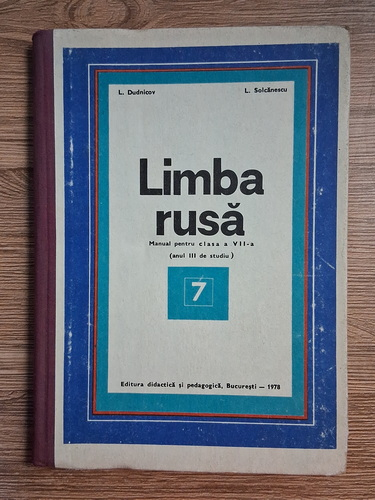 L. Dudnicov L. Solcănescu
Limba
rusă
Manual pentru clasa a VII-a
(anul III de studiu)
7
Editura didactică și pedagogică, București — 1978